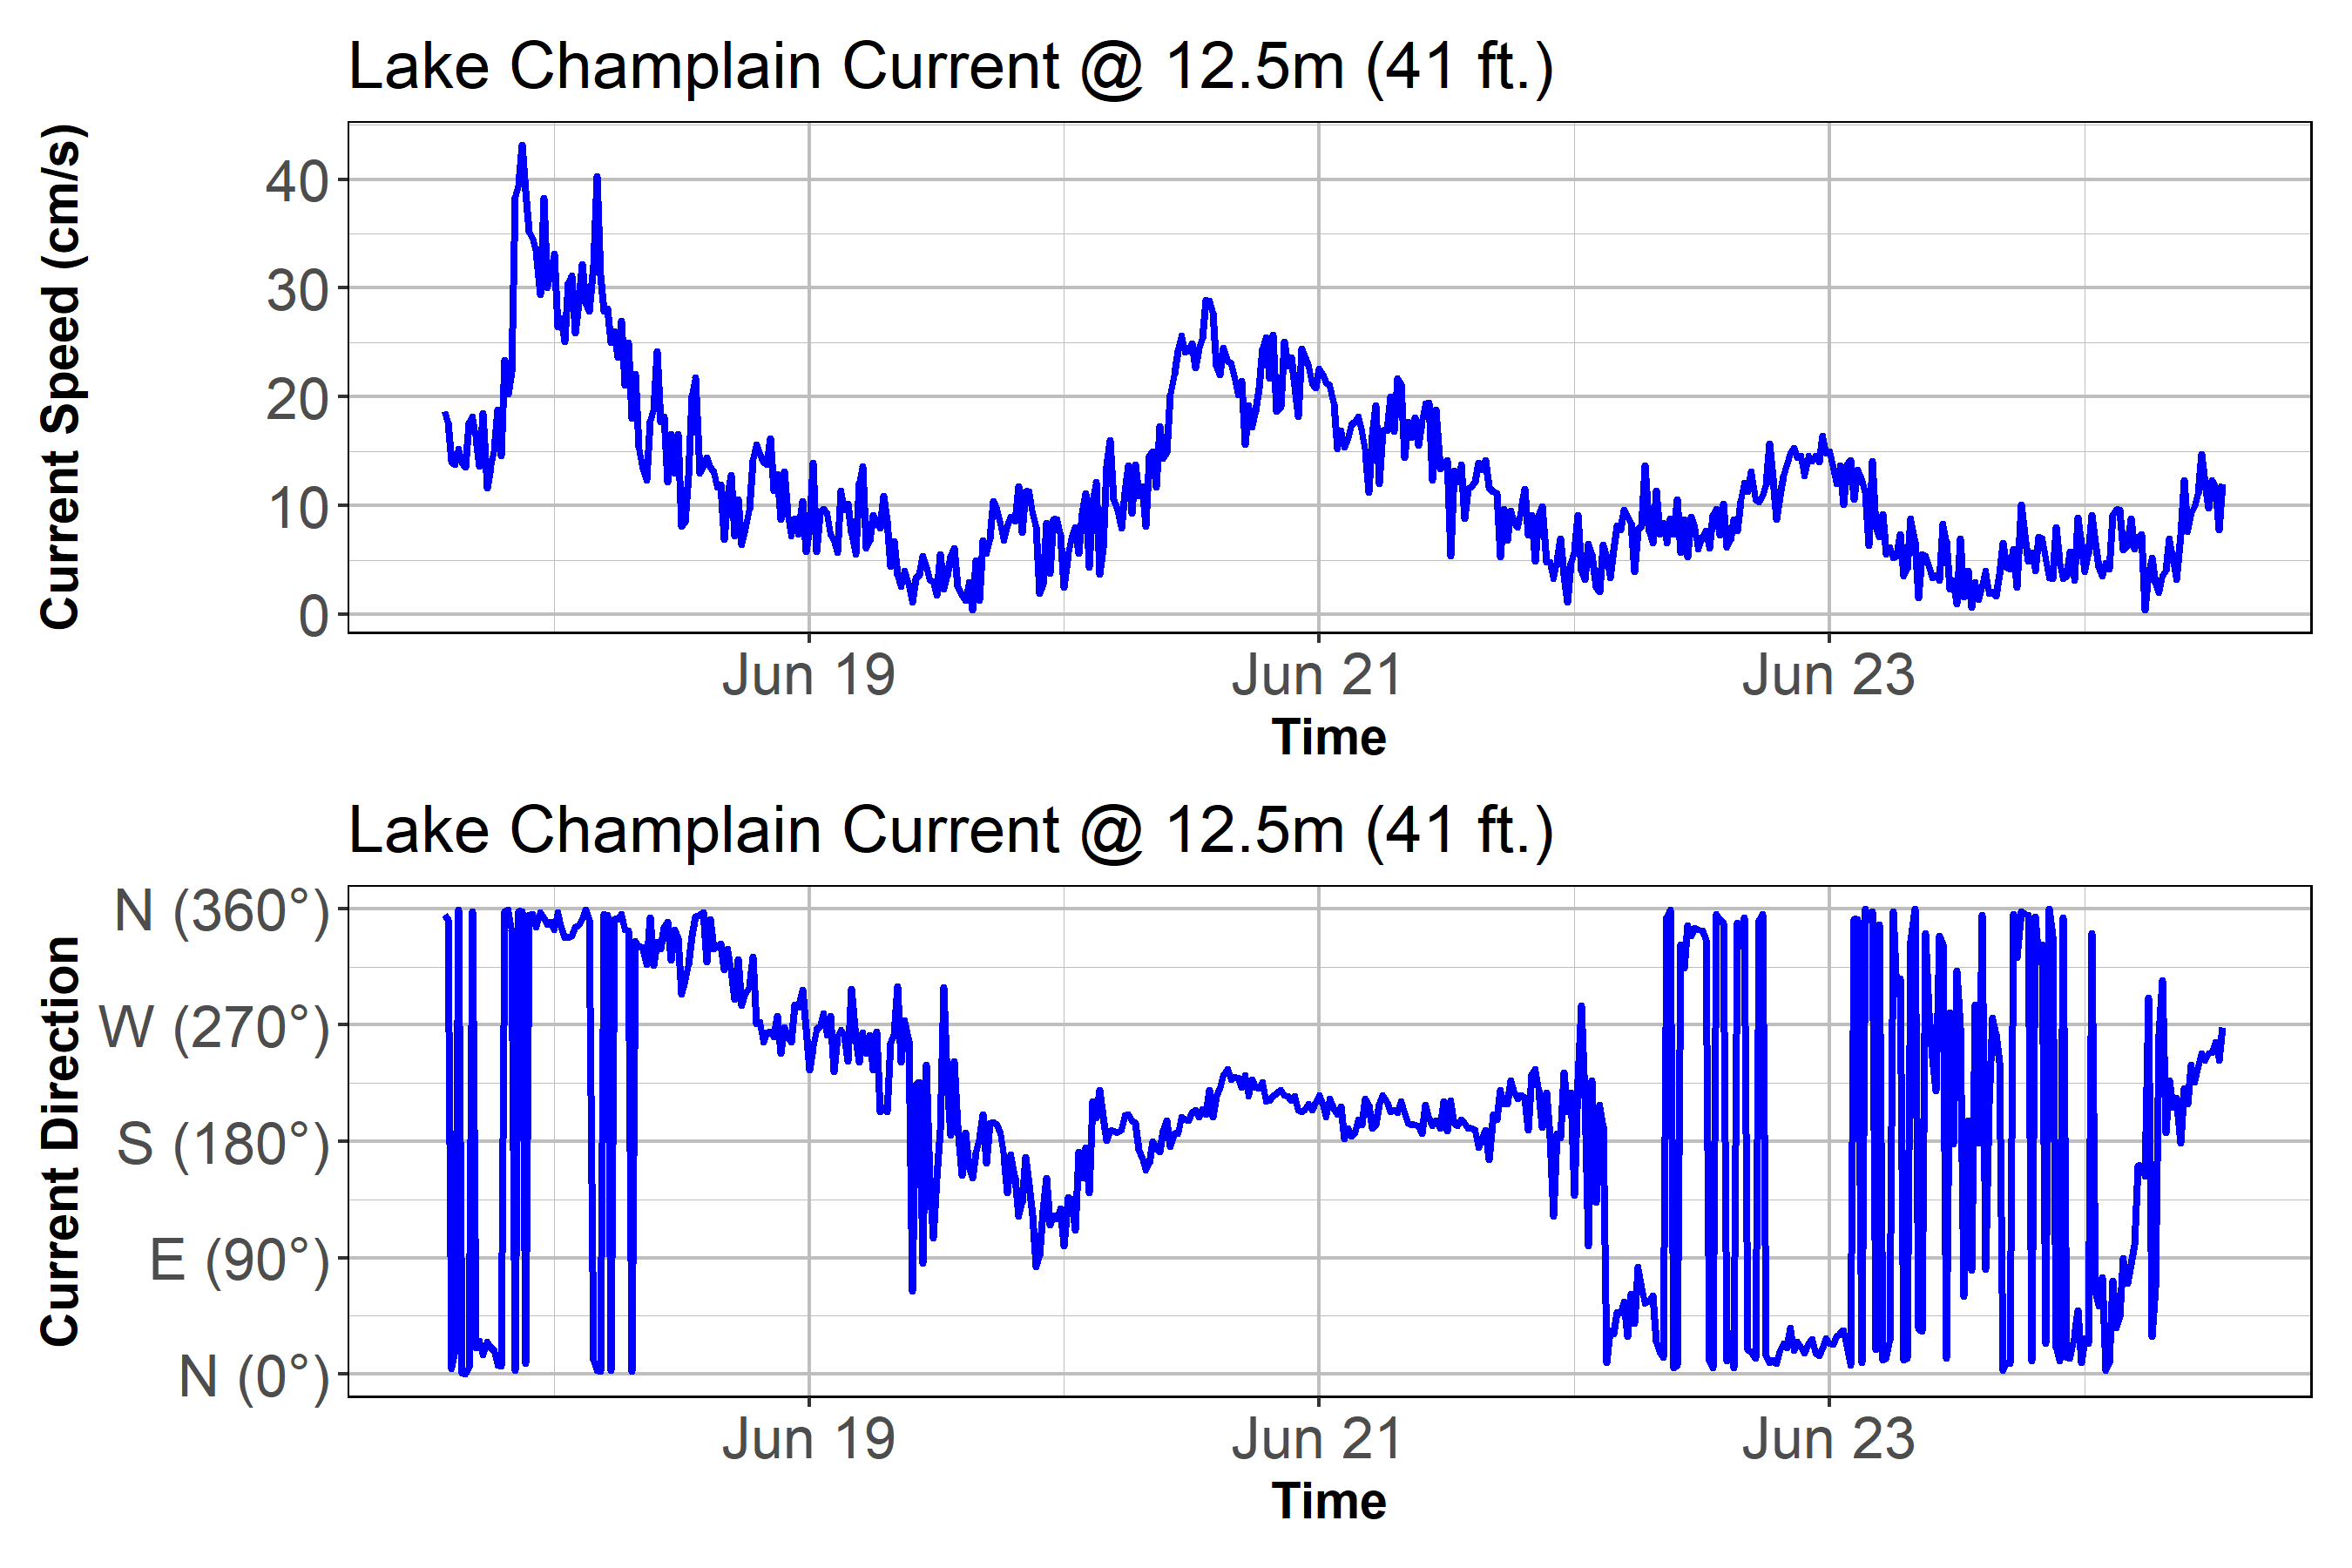 Lake Champlain Current @ 12.5m (41 ft.)
Current Speed (cm/s)
40
30
20
10
0
Jun 19
Jun 21
Jun 23
Time
Lake Champlain Current @ 12.5m (41 ft.)
Current Direction
N (360°)
W (270°)
S (180°)
E (90°)
N (0°)
Jun 19
Jun 21
Jun 23
Time